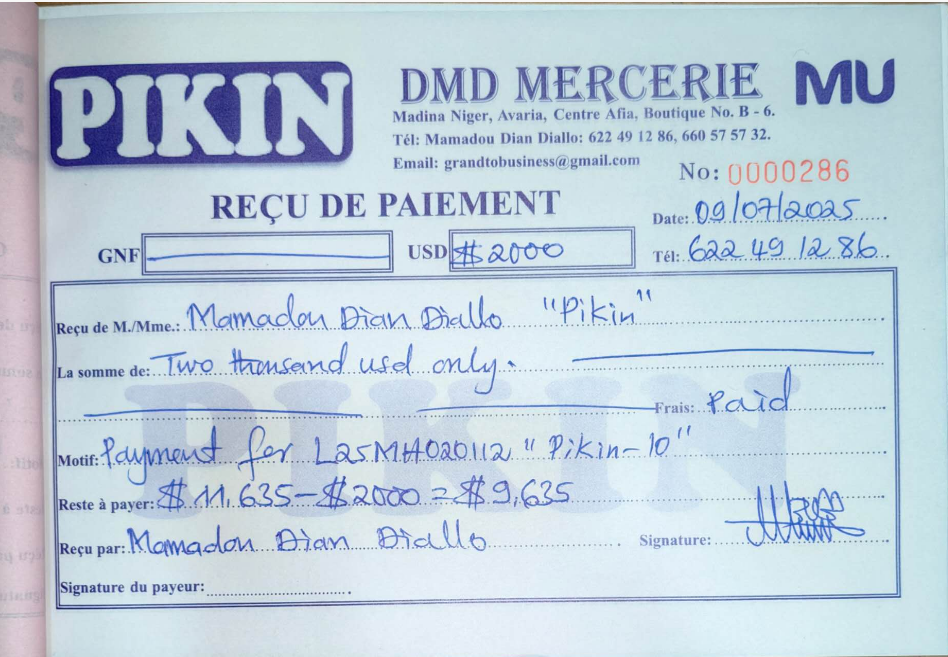 PIKIN
DMD MERCERIE MU
Madina Niger, Avaria, Centre Afia, Boutique No. B - 6.
Tél: Mamadou Dian Diallo: 622 49 12 86, 660 57 57 32.
Email: grandtobusiness@gmail.com
No: 0000286
REÇU DE PAIEMENT
Date: 09/07/2025
GNF USD $2000
Tél: 622 49 12 86
Reçu de M./Mme.: Mamadou Dian Diallo "Pikin"
La somme de: Two thousand usd only.
Frais: Paid
Motif: Payment for L25MH020112 "Pikin-10"
Reste à payer: $ 11,635 - $2000 = $9,635
Reçu par: Mamadou Dian Diallo Signature:
Signature du payeur:
PIKIN